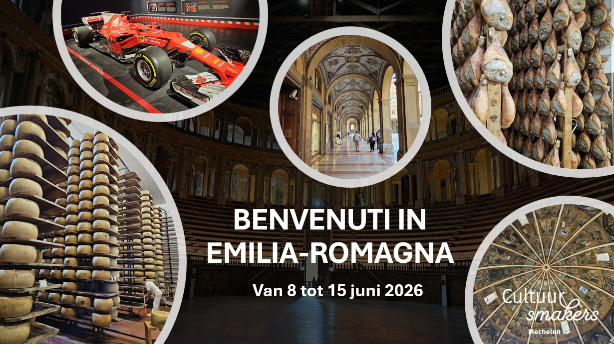 BENVENUTI IN
EMILIA-ROMAGNA
Van 8 tot 15 juni 2026
Cultuur
smakers
Mechelen